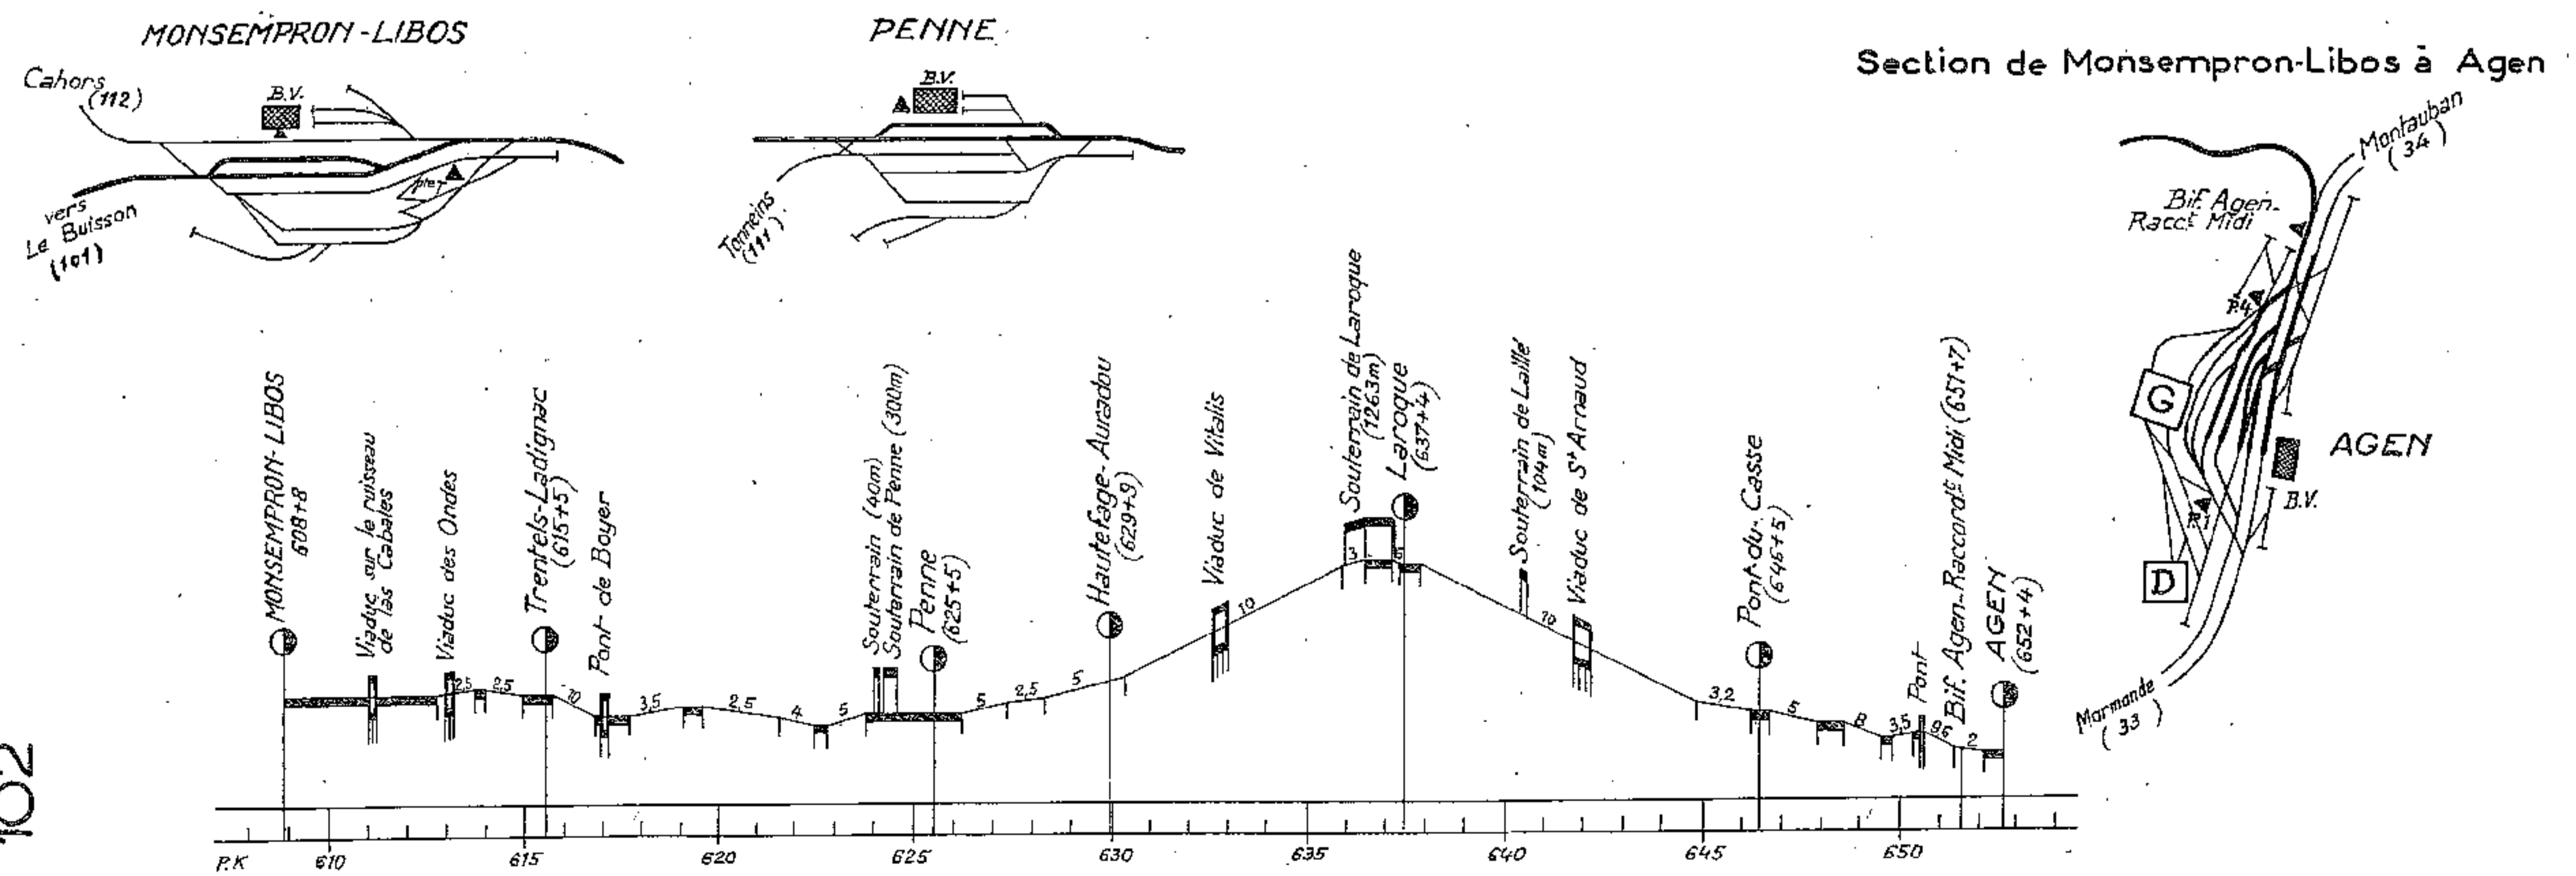 MONSEMPRON-LIBOS
PENNE
Section de Monsempron-Libos à Agen
Cahors
(112)
B.V.
vers
Le Buisson
(101)
B.V.
Tonneins
(111)
Montauban
(34)
Bif. Agen-
Racct Midi
P.4
G
AGEN
B.V.
D
Marmande
(33)
MONSEMPRON-LIBOS
608+8
Viaduc sur le ruisseau
de las Cabales
Viaduc des Ondes
Trentels-Ladignac
(615+5)
Pont de Boyer
Souterrain (40m)
Souterrain de Penne (300m)
Penne
(625+5)
Hautefage-Auradou
(629+9)
Viaduc de Vitalis
Souterrain de Laroque
(1263m)
Laroque
(637+4)
Souterrain de Laillé
(104m)
Viaduc de St Arnaud
Pont-du-Casse
(646+5)
Pont
Bif. Agen-Raccordt Midi (651+7)
AGEN
(652+4)
2,5 2,5 10 3,5 2,5 4 5 5 2,5 5 10 3 10 3,2 5 8 3,5 9,6 2
P.K 610 615 620 625 630 635 640 645 650
102